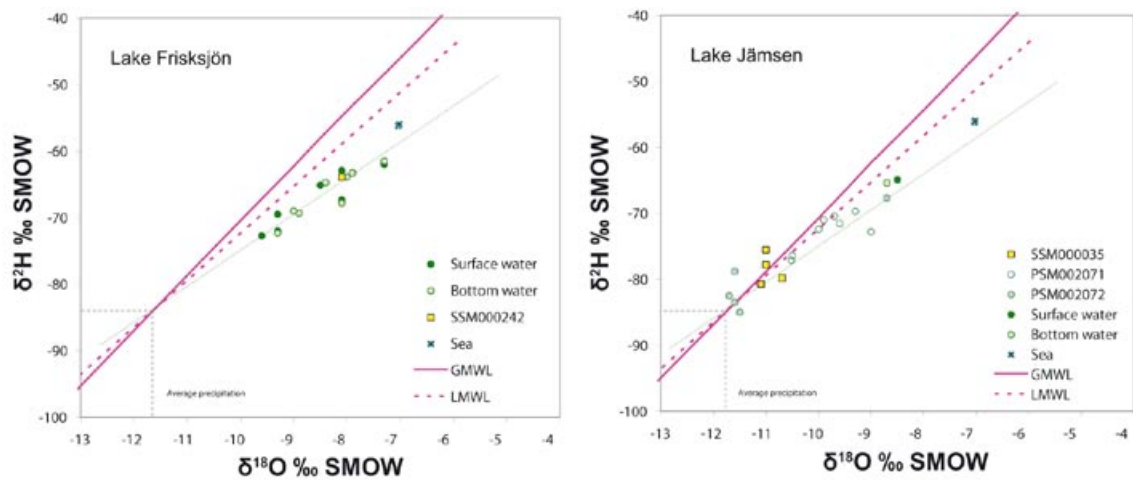 Lake Frisksjön
-40
-50
-60
-70
-80
-90
-100
δ²H ‰ SMOW
Surface water
Bottom water
SSM000242
Sea
GMWL
LMWL
Average precipitation
-13 -12 -11 -10 -9 -8 -7 -6 -5 -4
δ¹⁸O ‰ SMOW
Lake Jämsen
-40
-50
-60
-70
-80
-90
-100
δ²H ‰ SMOW
SSM000035
PSM002071
PSM002072
Surface water
Bottom water
Sea
GMWL
LMWL
Average precipitation
-13 -12 -11 -10 -9 -8 -7 -6 -5 -4
δ¹⁸O ‰ SMOW